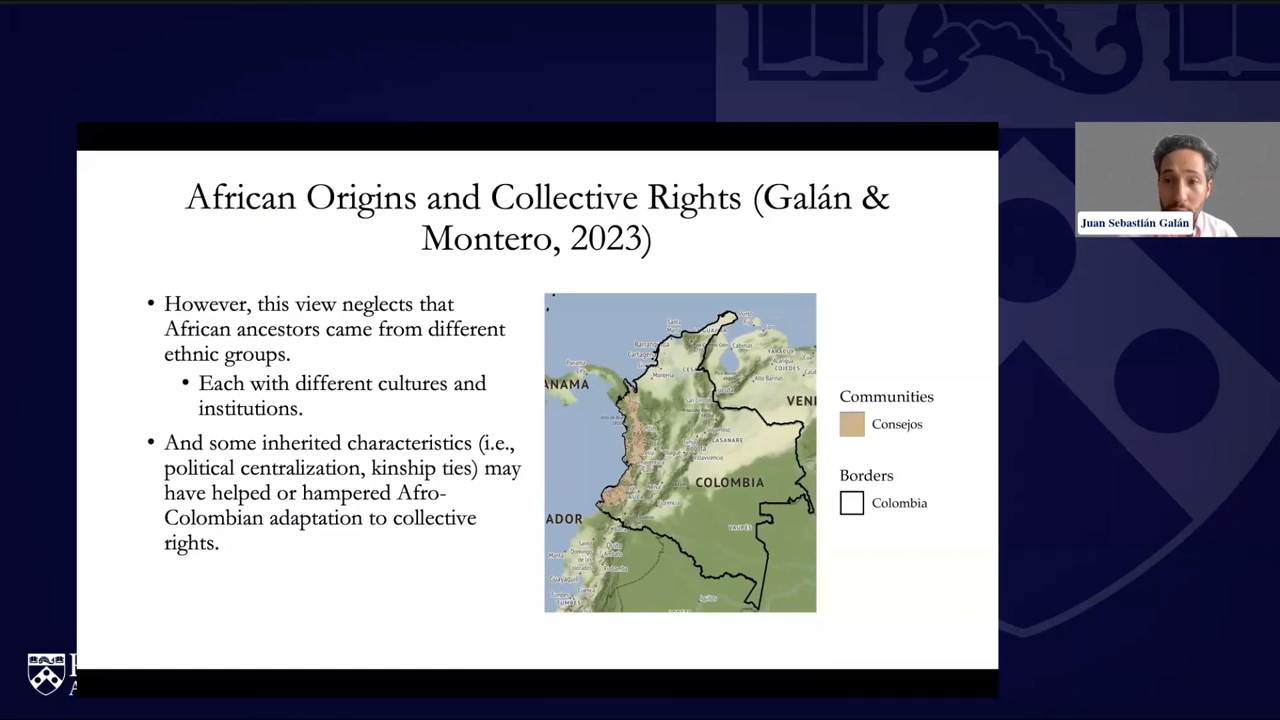 African Origins and Collective Rights (Galán &
Montero, 2023)
• However, this view neglects that
African ancestors came from different
ethnic groups.
• Each with different cultures and
institutions.
• And some inherited characteristics (i.e.,
political centralization, kinship ties) may
have helped or hampered Afro-
Colombian adaptation to collective
rights.
PANAMA
VENE
CASANARE
COLOMBIA
ADOR
VAUPÉS
Communities
Consejos
Borders
Colombia
Juan Sebastián Galán